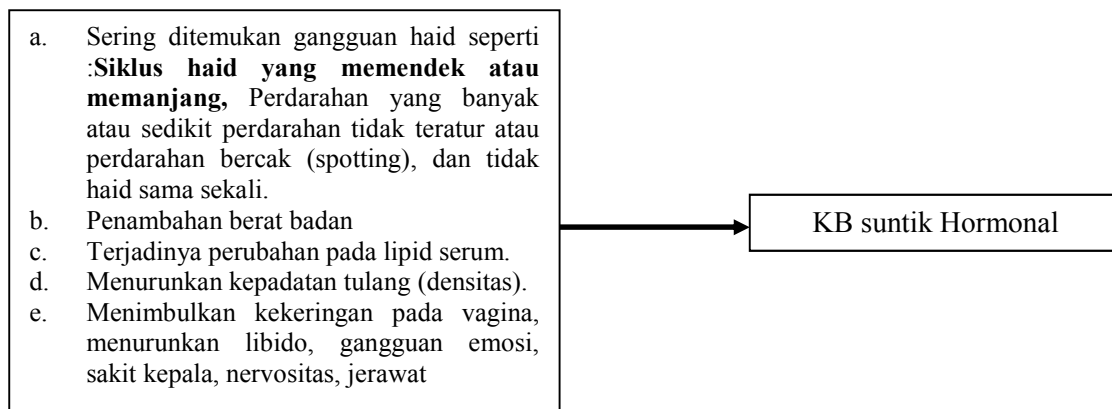 a. Sering ditemukan gangguan haid seperti
:Siklus haid yang memendek atau
memanjang, Perdarahan yang banyak
atau sedikit perdarahan tidak teratur atau
perdarahan bercak (spotting), dan tidak
haid sama sekali.
b. Penambahan berat badan
c. Terjadinya perubahan pada lipid serum.
d. Menurunkan kepadatan tulang (densitas).
e. Menimbulkan kekeringan pada vagina,
menurunkan libido, gangguan emosi,
sakit kepala, nervositas, jerawat
KB suntik Hormonal